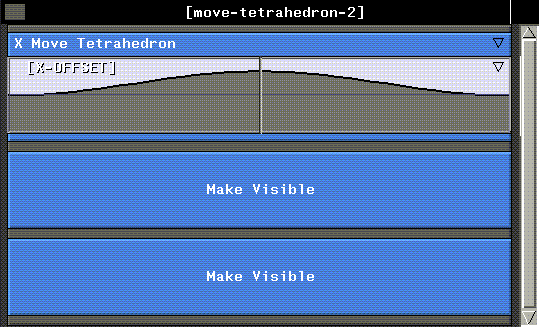 [move-tetrahedron-2]
X Move Tetrahedron
[X-OFFSET]
Make Visible
Make Visible